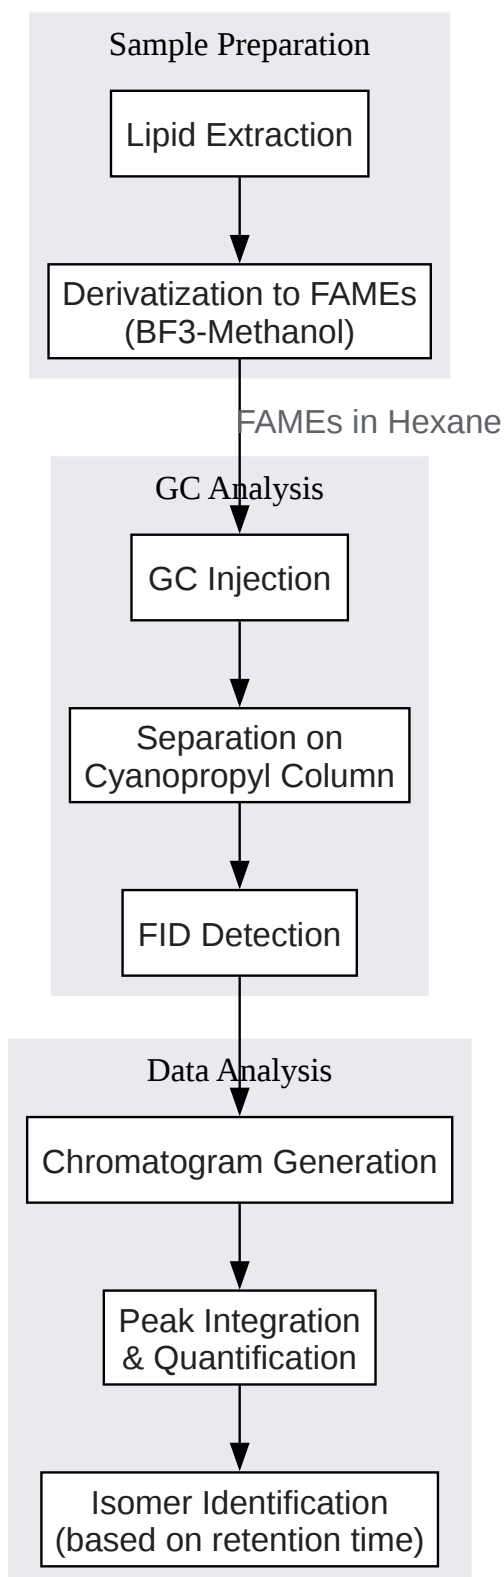 Sample Preparation
Lipid Extraction
Derivatization to FAMEs
(BF3-Methanol)
FAMEs in Hexane
GC Analysis
GC Injection
Separation on
Cyanopropyl Column
FID Detection
Data Analysis
Chromatogram Generation
Peak Integration
& Quantification
Isomer Identification
(based on retention time)